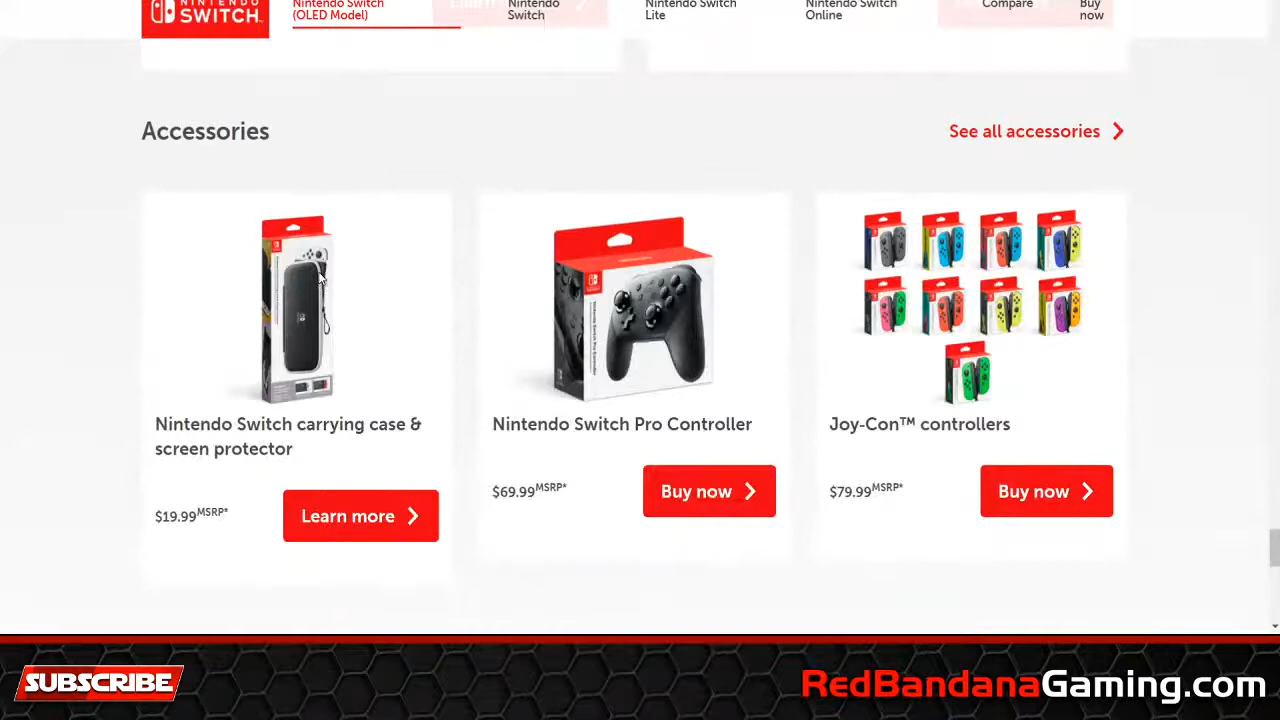 NINTENDO
SWITCH™
Nintendo Switch
(OLED Model)
Learn
Nintendo
Switch
Nintendo Switch
Lite
Nintendo Switch
Online
Compare
Buy
now
Accessories
See all accessories
Nintendo Switch carrying case &
screen protector
$19.99MSRP*
Learn more
Nintendo Switch Pro Controller
$69.99MSRP*
Buy now
Joy-Con™ controllers
$79.99MSRP*
Buy now
SUBSCRIBE
RedBandanaGaming.com